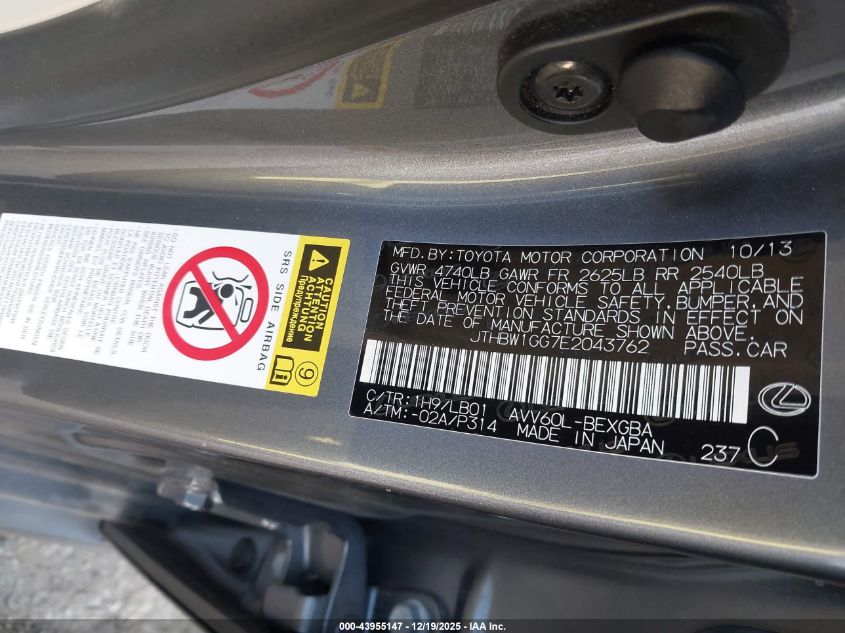 MFD. BY: TOYOTA MOTOR CORPORATION 10/13
GVWR 4740LB GAWR FR 2625LB RR 2540LB
THIS VEHICLE CONFORMS TO ALL APPLICABLE
FEDERAL MOTOR VEHICLE SAFETY, BUMPER, AND
THEFT PREVENTION STANDARDS IN EFFECT ON
THE DATE OF MANUFACTURE SHOWN ABOVE.
JTHBW1GG7E2043762 PASS. CAR
C/TR: 1H9/LB01 AVV60L-BEXGBA
A/TM: -02A/P314 MADE IN JAPAN 237 C
SRS SIDE AIRBAG
CAUTION
ATTENTION
ACHTUNG
Предупреждение
9
000-43955147 - 12/19/2025 - IAA Inc.